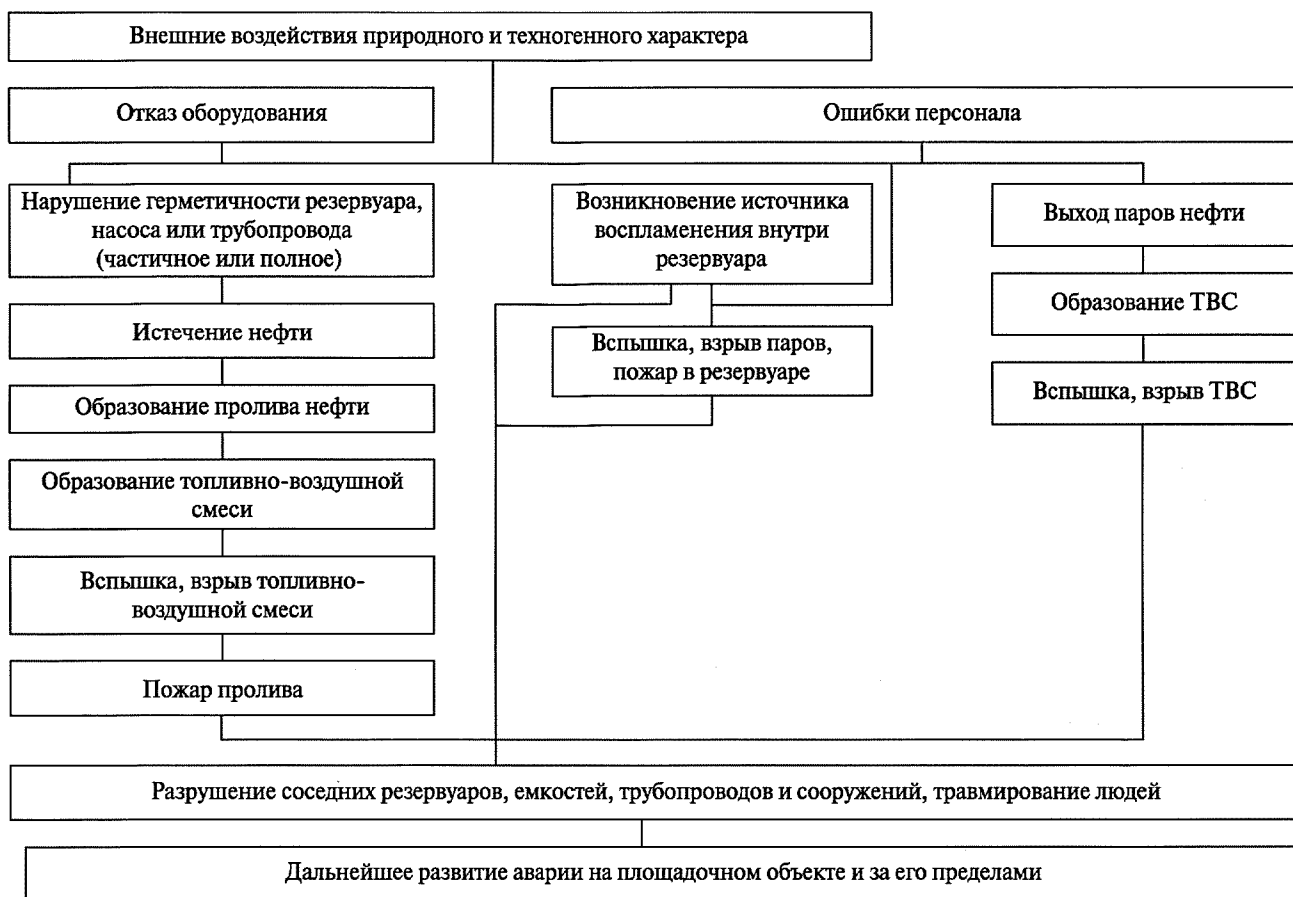 Внешние воздействия природного и техногенного характера
Отказ оборудования
Ошибки персонала
Нарушение герметичности резервуара,
насоса или трубопровода
(частичное или полное)
Возникновение источника
воспламенения внутри
резервуара
Выход паров нефти
Истечение нефти
Образование ТВС
Вспышка, взрыв паров,
пожар в резервуаре
Образование пролива нефти
Вспышка, взрыв ТВС
Образование топливно-воздушной
смеси
Вспышка, взрыв топливно-
воздушной смеси
Пожар пролива
Разрушение соседних резервуаров, емкостей, трубопроводов и сооружений, травмирование людей
Дальнейшее развитие аварии на площадочном объекте и за его пределами